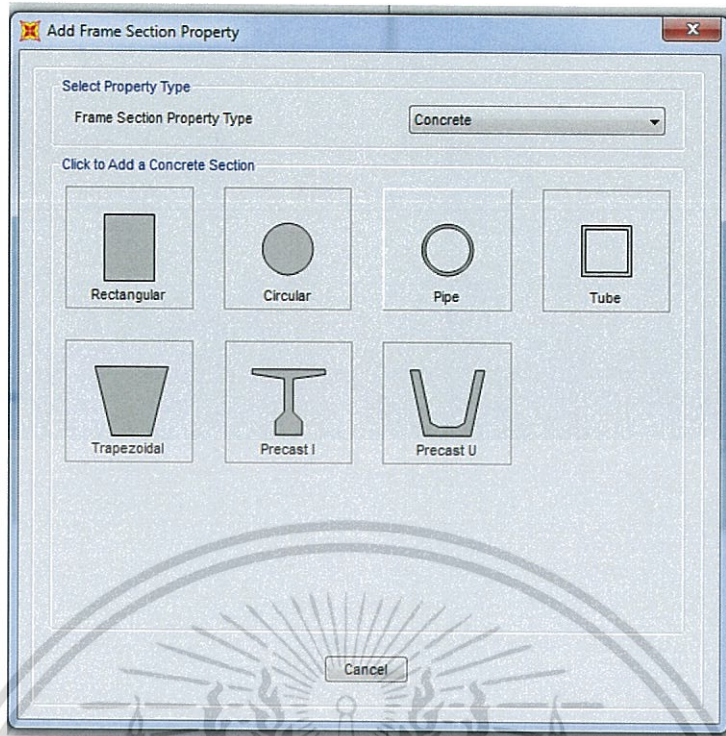 Add Frame Section Property
Select Property Type
Frame Section Property Type
Concrete
Click to Add a Concrete Section
Rectangular
Circular
Pipe
Tube
Trapezoidal
Precast I
Precast U
Cancel